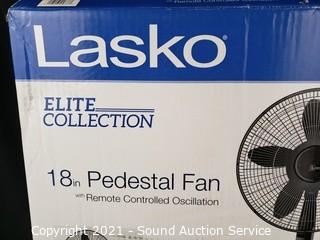 Lasko®
ELITE
COLLECTION
18in Pedestal Fan
with Remote Controlled Oscillation
Copyright 2021 - Sound Auction Service